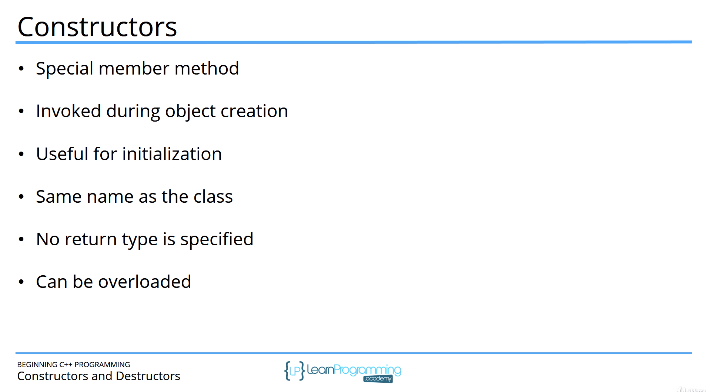 Constructors
• Special member method
• Invoked during object creation
• Useful for initialization
• Same name as the class
• No return type is specified
• Can be overloaded
BEGINNING C++ PROGRAMMING
Constructors and Destructors
{LP} LearnProgramming
academy